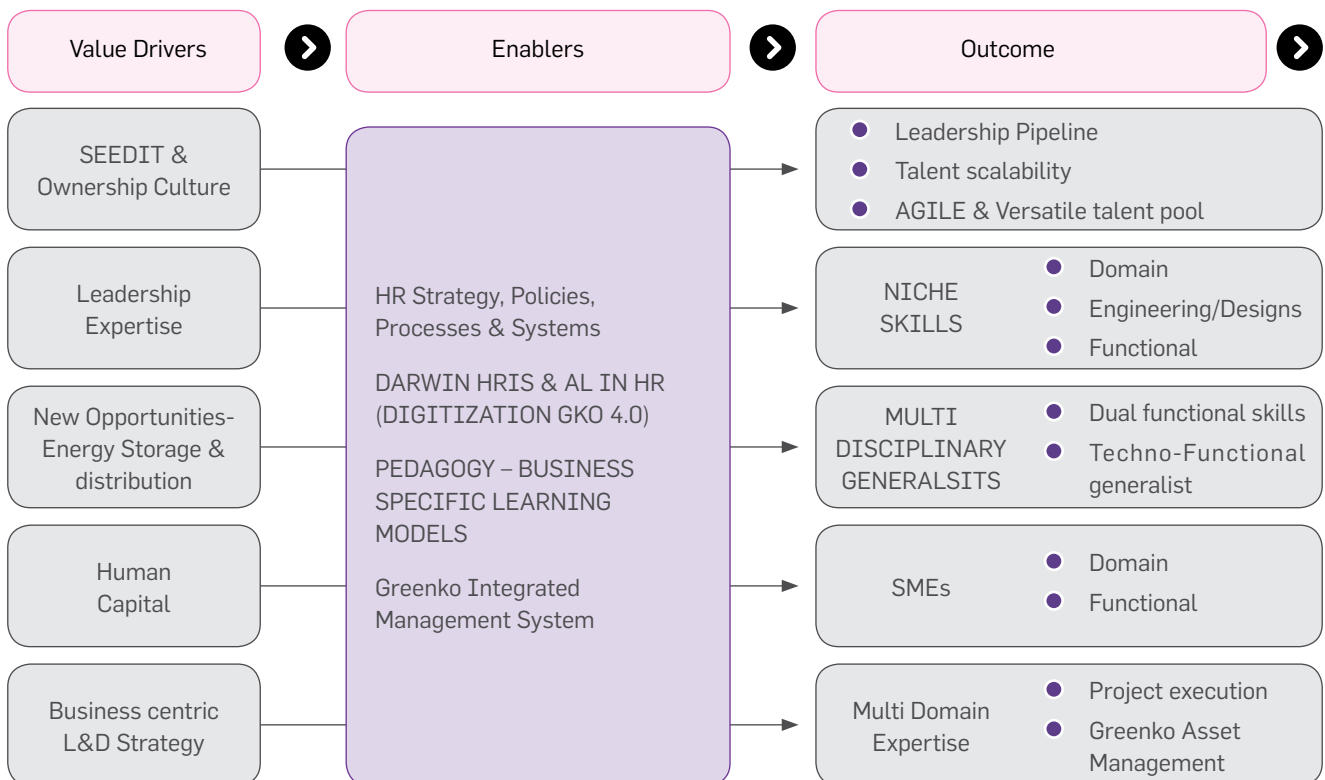 Value Drivers
Enablers
Outcome
SEEDIT &
Ownership Culture
Leadership
Expertise
New Opportunities-
Energy Storage &
distribution
Human
Capital
Business centric
L&D Strategy
HR Strategy, Policies,
Processes & Systems
DARWIN HRIS & AL IN HR
(DIGITIZATION GKO 4.0)
PEDAGOGY – BUSINESS
SPECIFIC LEARNING
MODELS
Greenko Integrated
Management System
Leadership Pipeline
Talent scalability
AGILE & Versatile talent pool
NICHE
SKILLS
Domain
Engineering/Designs
Functional
MULTI
DISCIPLINARY
GENERALSITS
Dual functional skills
Techno-Functional
generalist
SMEs
Domain
Functional
Multi Domain
Expertise
Project execution
Greenko Asset
Management